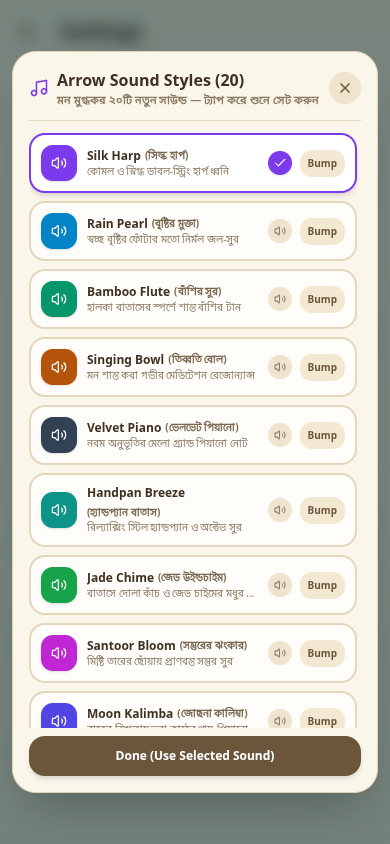 Arrow Sound Styles (20)
মন মুগ্ধকর ২০টি নতুন সাউন্ড — ট্যাপ করে শুনে সেট করুন
Silk Harp (সিল্ক হার্প)
কোমল ও স্নিগ্ধ ডাবল-স্ট্রিং হার্প ধ্বনি
Bump
Rain Pearl (বৃষ্টির মুক্তা)
স্বচ্ছ বৃষ্টির ফোঁটার মতো নির্মল জল-সুর
Bump
Bamboo Flute (বাঁশির সুর)
হালকা বাতাসের স্পর্শে শান্ত বাঁশির টান
Bump
Singing Bowl (তিব্বতি বোল)
মন শান্ত করা গভীর মেডিটেশন রেজোন্যান্স
Bump
Velvet Piano (ভেলভেট পিয়ানো)
নরম অনুভূতির মেলো গ্র্যান্ড পিয়ানো নোট
Bump
Handpan Breeze
(হ্যান্ডপ্যান বাতাস)
রিল্যাক্সিং স্টিল হ্যান্ডপ্যান ও অক্টেভ সুর
Bump
Jade Chime (জেড উইন্ডচাইম)
বাতাসে দোলা কাঁচ ও জেড চাইমের মধুর ...
Bump
Santoor Bloom (সন্তুরের ঝংকার)
মিষ্টি তারের ছোঁয়ায় প্রাণবন্ত সন্তুর সুর
Bump
Moon Kalimba (জোছনা কালিম্বা)
Bump
Done (Use Selected Sound)